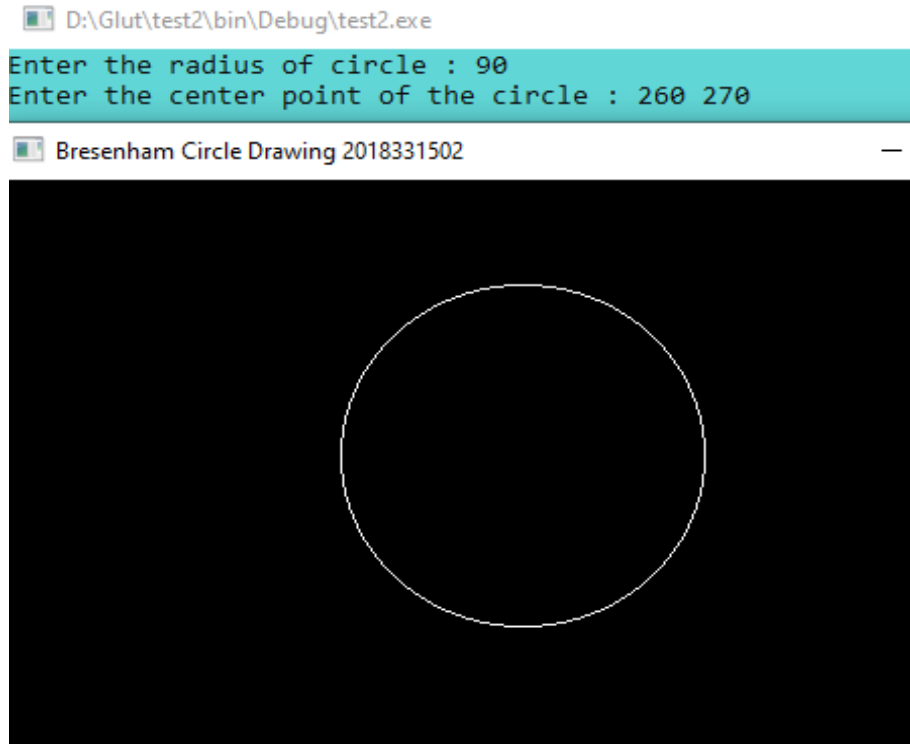 D:\Glut\test2\bin\Debug\test2.exe
Enter the radius of circle : 90
Enter the center point of the circle : 260 270
Bresenham Circle Drawing 2018331502